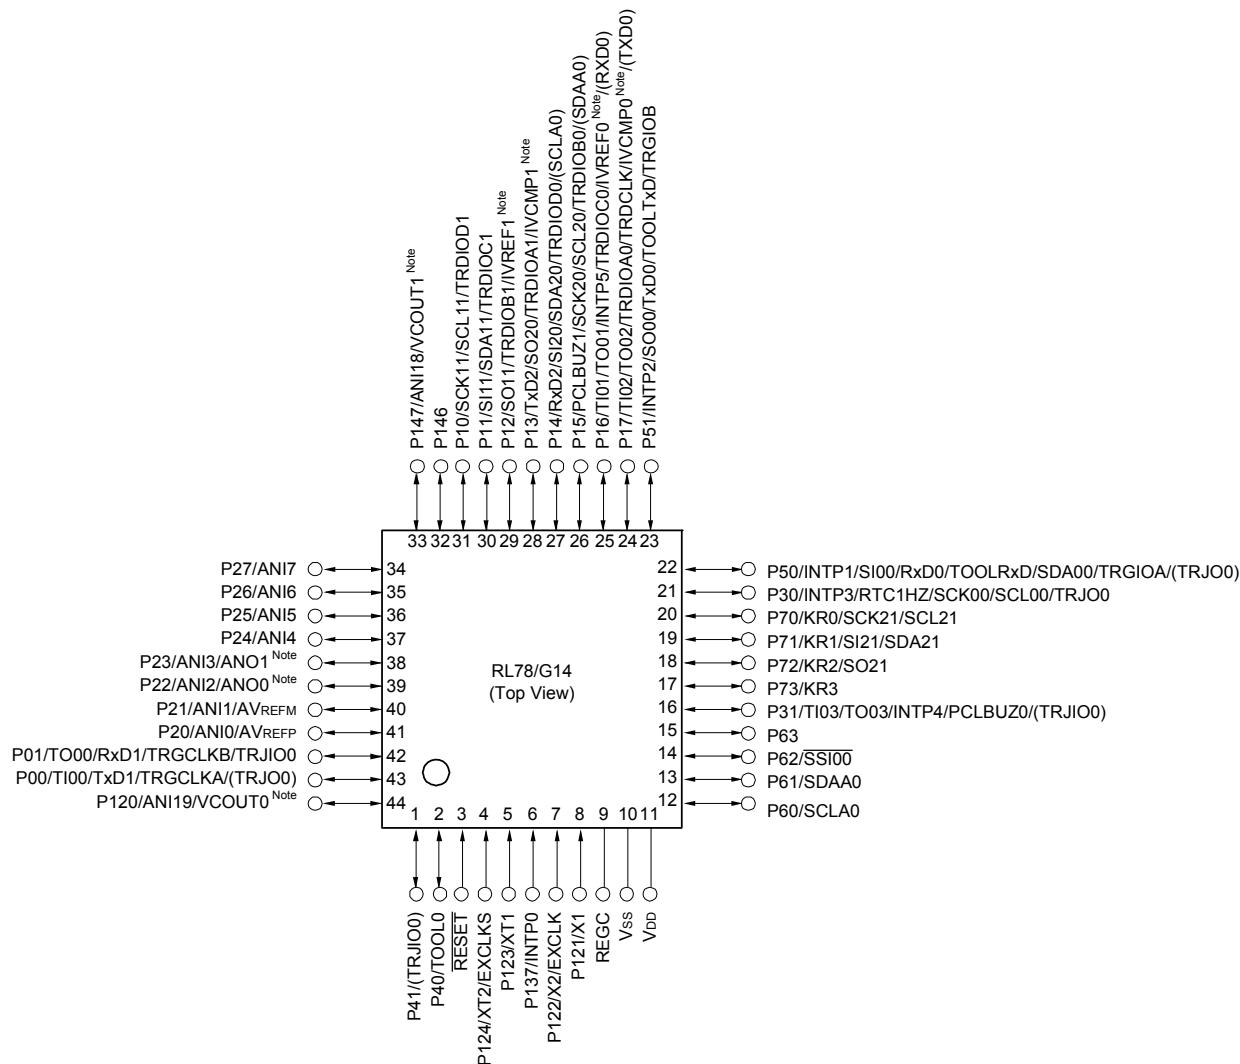 P147/ANI18/VCOUT1 Note
P146
P10/SCK11/SCL11/TRDIOD1
P11/SI11/SDA11/TRDIOC1
P12/SO11/TRDIOB1/IVREF1 Note
P13/TxD2/SO20/TRDIOA1/IVCMP1 Note
P14/RxD2/SI20/SDA20/TRDIOD0/(SCLA0)
P15/PCLBUZ1/SCK20/SCL20/TRDIOB0/(SDAA0)
P16/TI01/TO01/INTP5/TRDIOC0/IVREF0 Note/(RXD0)
P17/TI02/TO02/TRDIOA0/TRDCLK/IVCMP0 Note/(TXD0)
P51/INTP2/SO00/TxD0/TOOLTxD/TRGIOB
33 32 31 30 29 28 27 26 25 24 23
P27/ANI7 34
P26/ANI6 35
P25/ANI5 36
P24/ANI4 37
P23/ANI3/ANO1 Note 38
P22/ANI2/ANO0 Note 39
P21/ANI1/AVREFM 40
P20/ANI0/AVREFP 41
P01/TO00/RxD1/TRGCLKB/TRJIO0 42
P00/TI00/TxD1/TRGCLKA/(TRJO0) 43
P120/ANI19/VCOUT0 Note 44
RL78/G14
(Top View)
22 P50/INTP1/SI00/RxD0/TOOLRxD/SDA00/TRGIOA/(TRJO0)
21 P30/INTP3/RTC1HZ/SCK00/SCL00/TRJO0
20 P70/KR0/SCK21/SCL21
19 P71/KR1/SI21/SDA21
18 P72/KR2/SO21
17 P73/KR3
16 P31/TI03/TO03/INTP4/PCLBUZ0/(TRJIO0)
15 P63
14 P62/SSI00
13 P61/SDAA0
12 P60/SCLA0
1 2 3 4 5 6 7 8 9 10 11
P41/(TRJIO0)
P40/TOOL0
RESET
P124/XT2/EXCLKS
P123/XT1
P137/INTP0
P122/X2/EXCLK
P121/X1
REGC
VSS
VDD